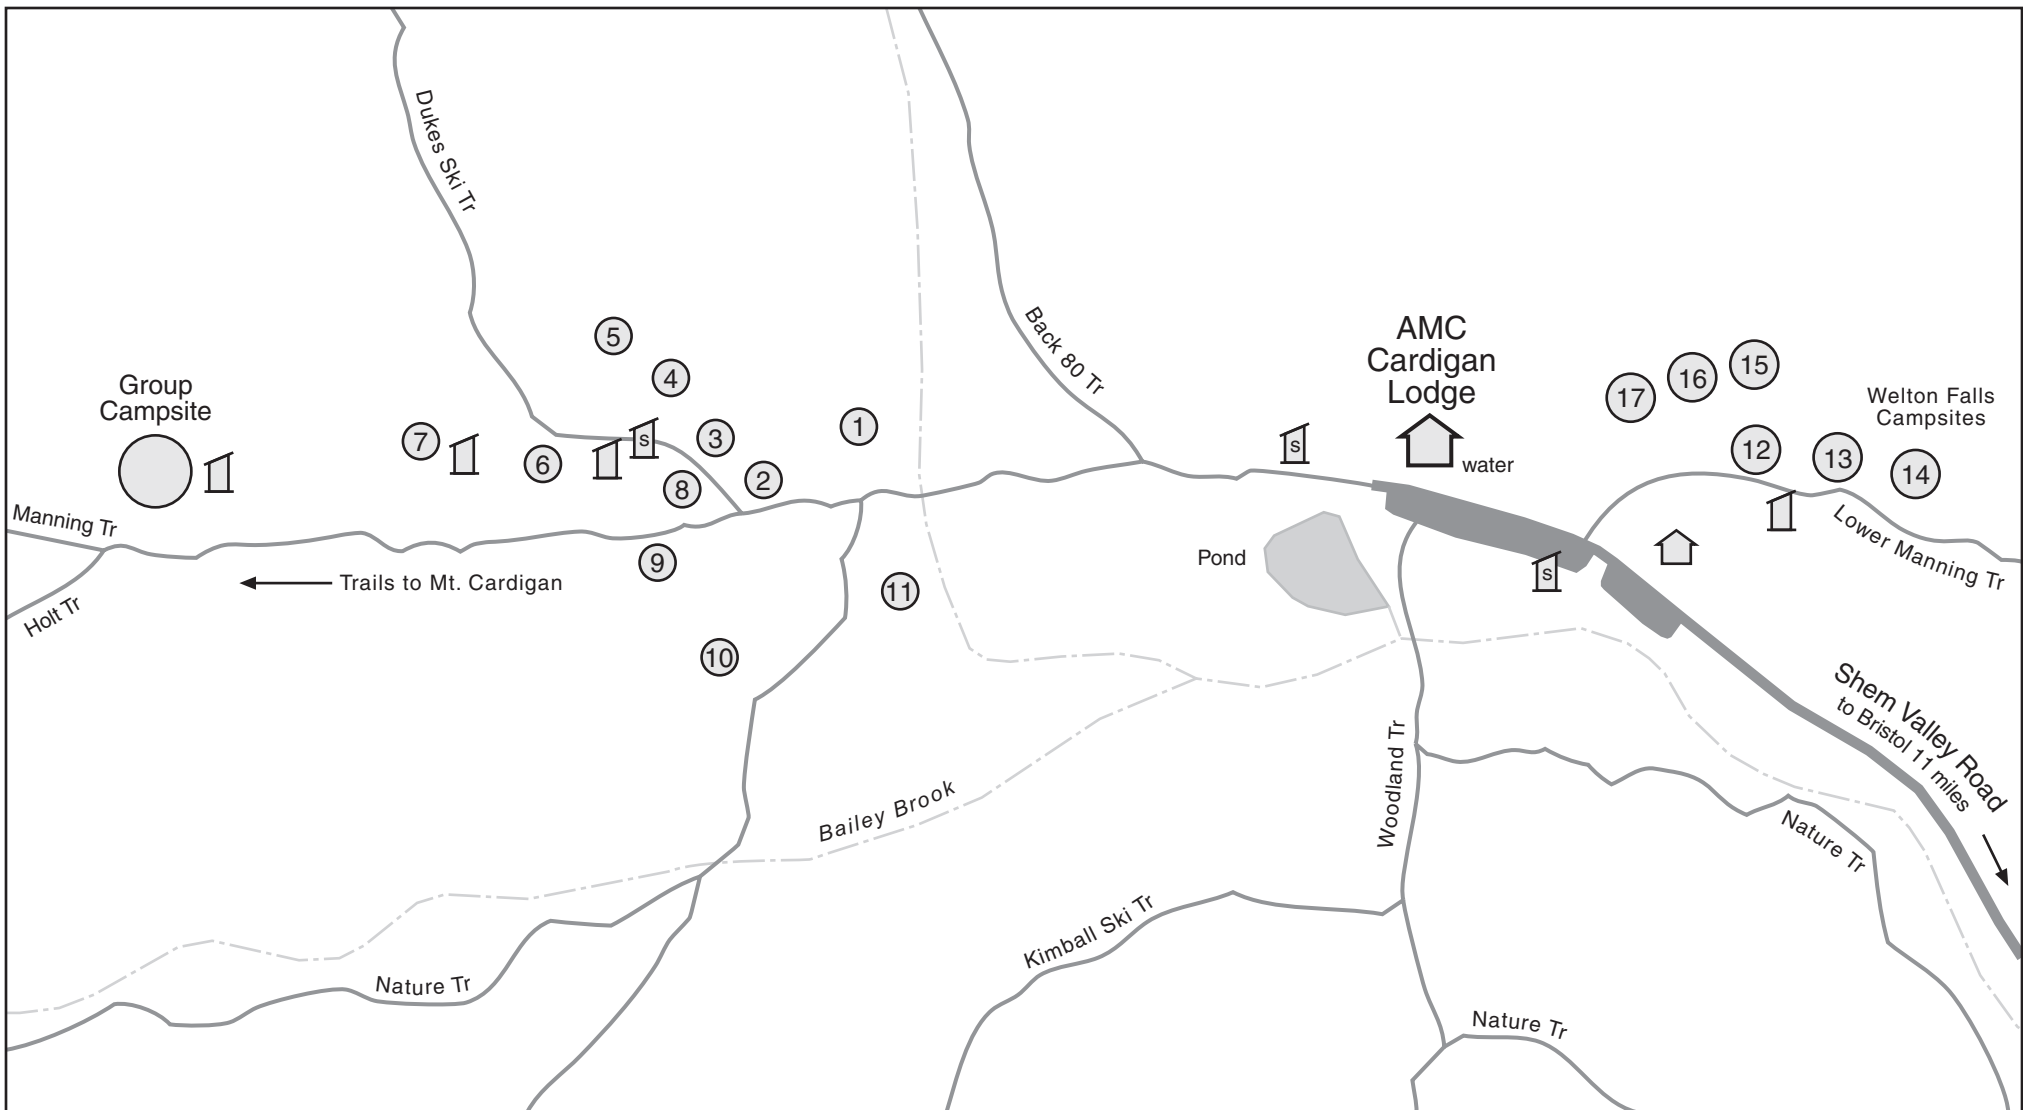 Dukes Ski Tr
Back 80 Tr
AMC
Cardigan
Lodge
water
Group
Campsite
5
4
7
6
s
3
8
2
1
s
17
16
15
Welton Falls
Campsites
12
13
14
Manning Tr
Holt Tr
Trails to Mt. Cardigan
9
10
11
Pond
s
Lower Manning Tr
Shem Valley Road
to Bristol 11 miles
Bailey Brook
Woodland Tr
Nature Tr
Kimball Ski Tr
Nature Tr
Nature Tr